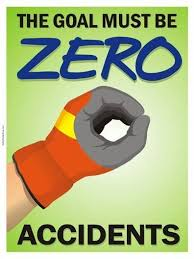 THE GOAL MUST BE
ZERO
ACCIDENTS